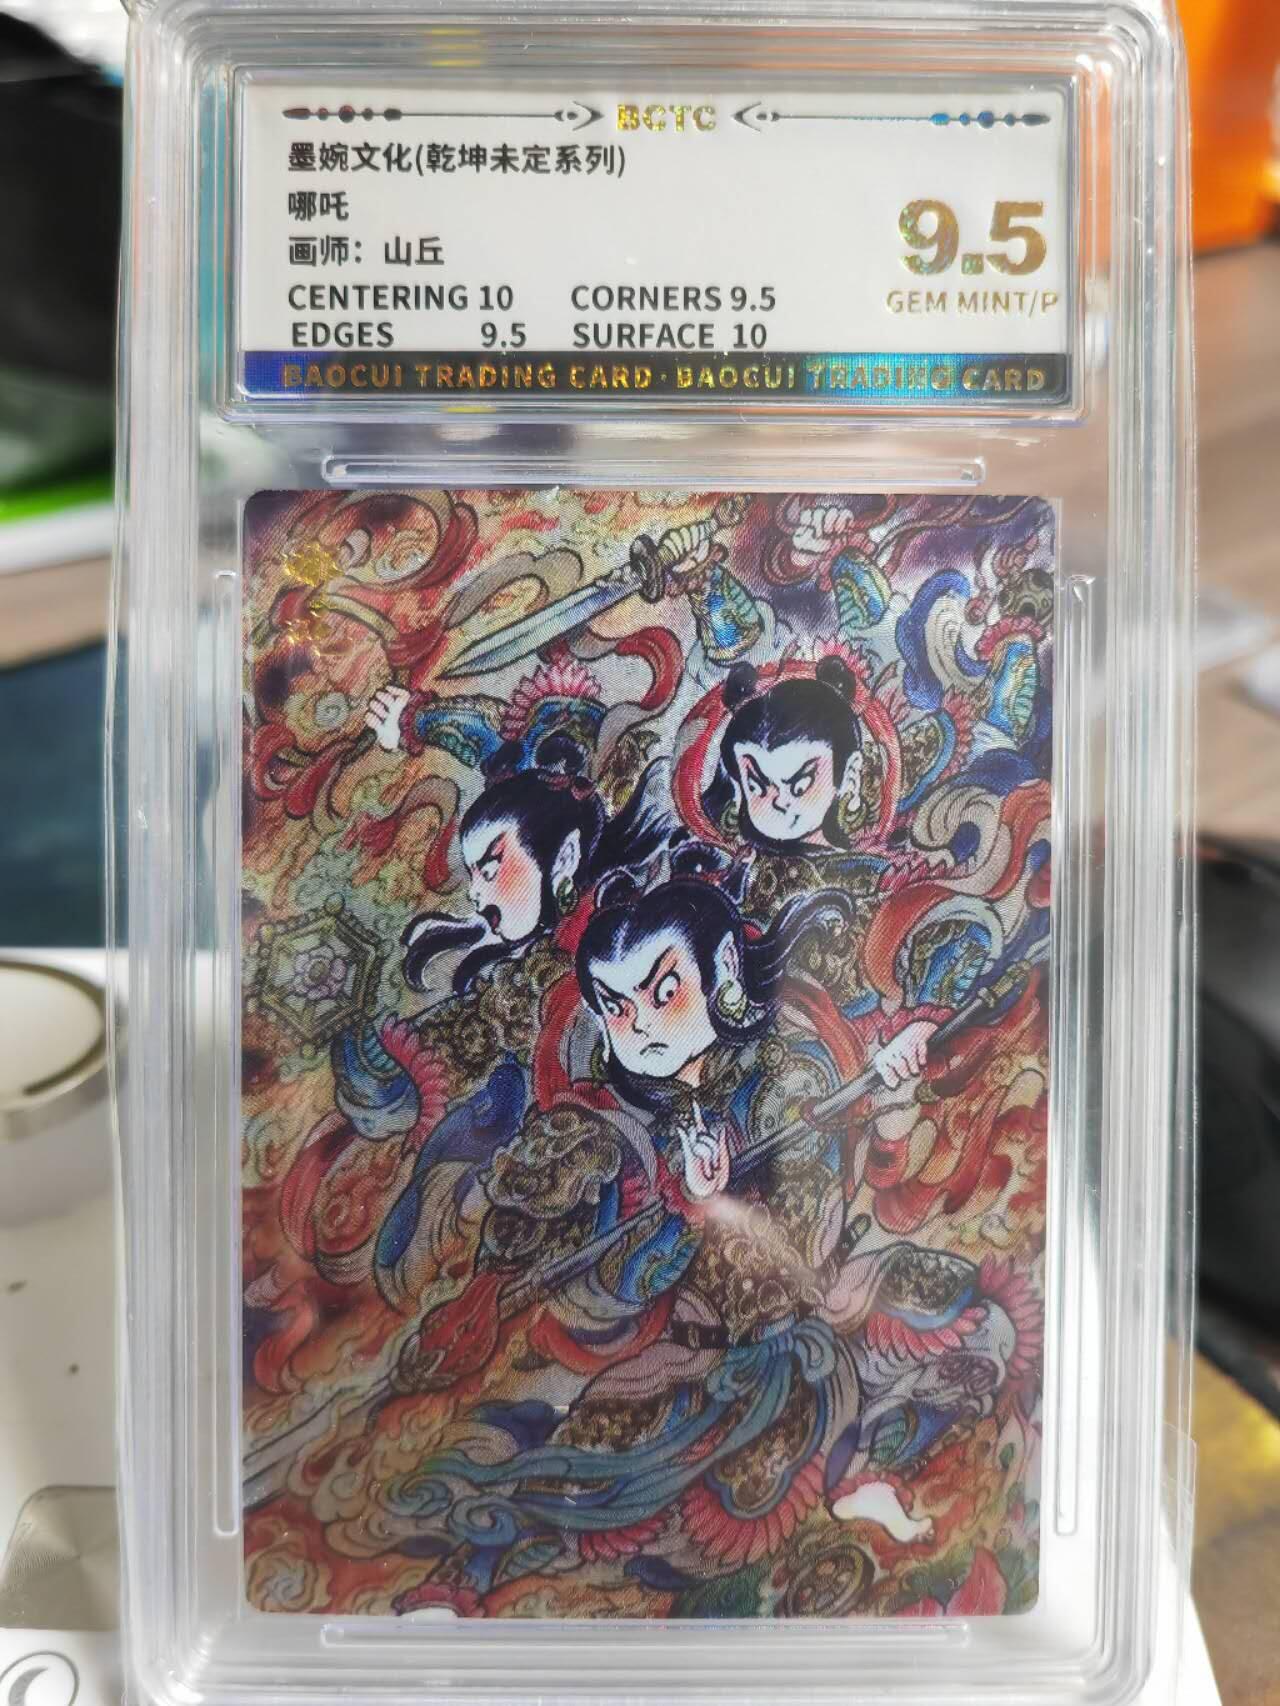 BCTC
墨婉文化(乾坤未定系列)
哪吒
画师：山丘
9.5
GEM MINT/P
CENTERING 10 CORNERS 9.5
EDGES 9.5 SURFACE 10
BAOCUI TRADING CARD · BAOCUI TRADING CARD